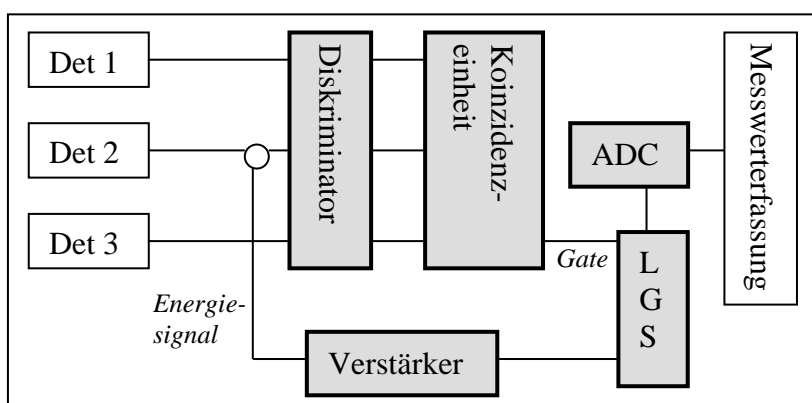 Det 1
Det 2
Det 3
Diskriminator
Koinzidenz-
einheit
ADC
Messwerterfassung
Gate
L
G
S
Energie-
signal
Verstärker